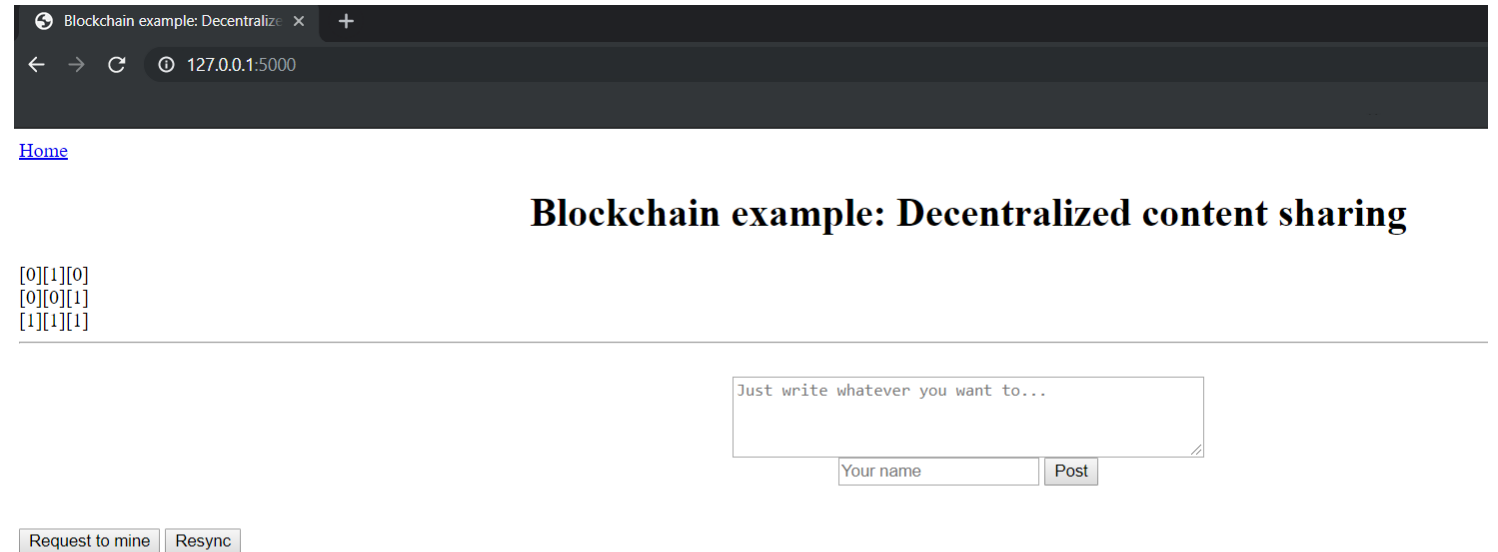 Blockchain example: Decentralize
127.0.0.1:5000
Home
Blockchain example: Decentralized content sharing
[0][1][0]
[0][0][1]
[1][1][1]
Just write whatever you want to...
Your name Post
Request to mine Resync